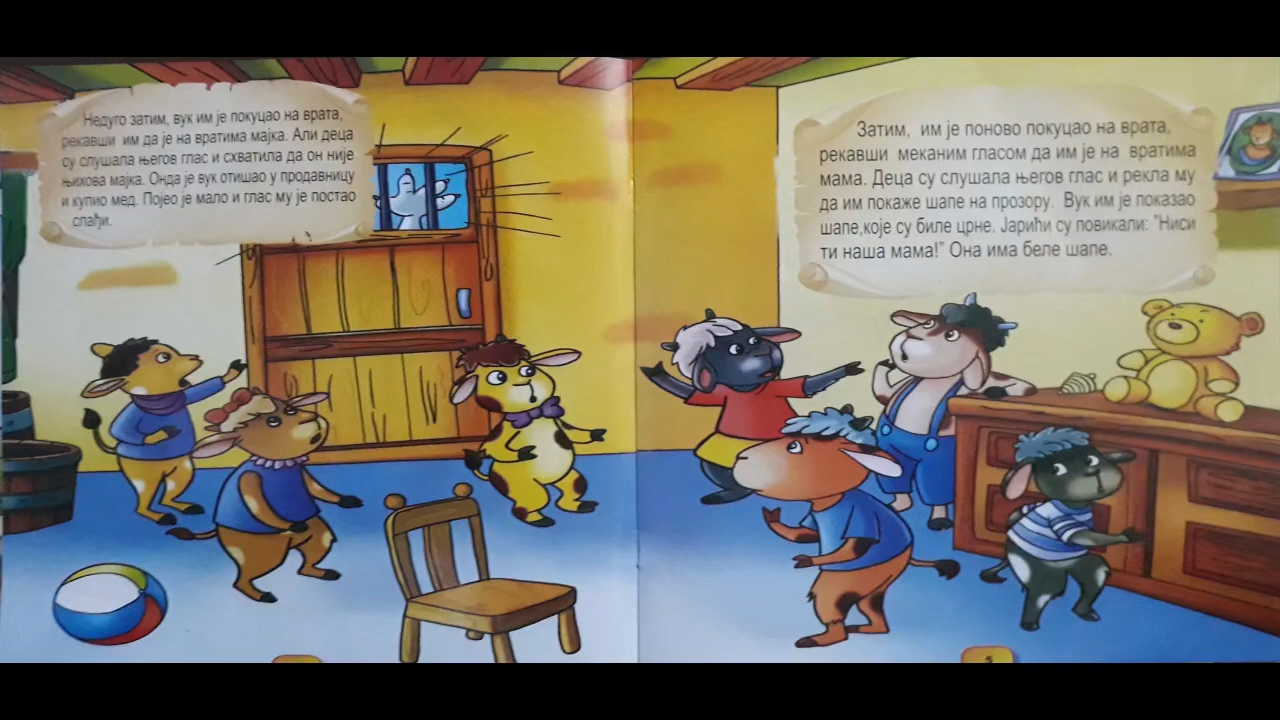 Недуго затим, вук им је покуцао на врата,
рекавши им да је на вратима мајка. Али деца
су слушала његов глас и схватила да он није
њихова мајка. Онда је вук отишао у продавницу
и купио мед. Појео је мало и глас му је постао
слађи.
Затим, им је поново покуцао на врата,
рекавши меканим гласом да им је на вратима
мама. Деца су слушала његов глас и рекла му
да им покаже шапе на прозору. Вук им је показао
шапе,које су биле црне. Јарићи су повикали: "Ниси
ти наша мама!" Она има беле шапе.
5